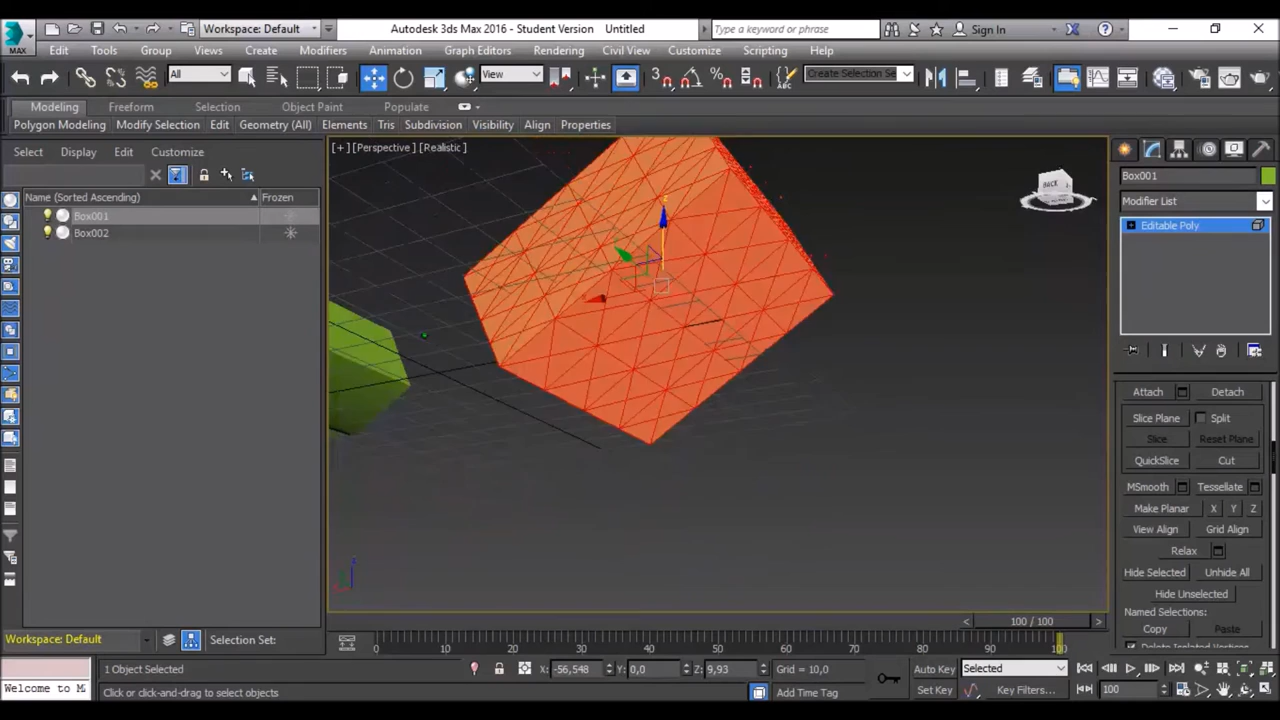 Workspace: Default
Autodesk 3ds Max 2016 - Student Version Untitled
Type a keyword or phrase
Sign In
MAX
Edit Tools Group Views Create Modifiers Animation Graph Editors Rendering Civil View Customize Scripting Help
All
View
Create Selection Se
Modeling Freeform Selection Object Paint Populate
Polygon Modeling Modify Selection Edit Geometry (All) Elements Tris Subdivision Visibility Align Properties
Select Display Edit Customize
Name (Sorted Ascending) Frozen
Box001
Box002
[+] [Perspective] [Realistic]
BACK
Box001
Modifier List
Editable Poly
Attach Detach
Slice Plane Split
Slice Reset Plane
QuickSlice Cut
MSmooth Tessellate
Make Planar X Y Z
View Align Grid Align
Relax
Hide Selected Unhide All
Hide Unselected
Named Selections:
Copy Paste
Delete Isolated Vertices
100 / 100
Workspace: Default
Selection Set:
0 10 20 30 40 50 60 70 80 90 100
1 Object Selected
X: -56,548 Y: 0,0 Z: 9,93 Grid = 10,0
Auto Key Selected
Welcome to M
Click or click-and-drag to select objects
Add Time Tag
Set Key Key Filters... 100